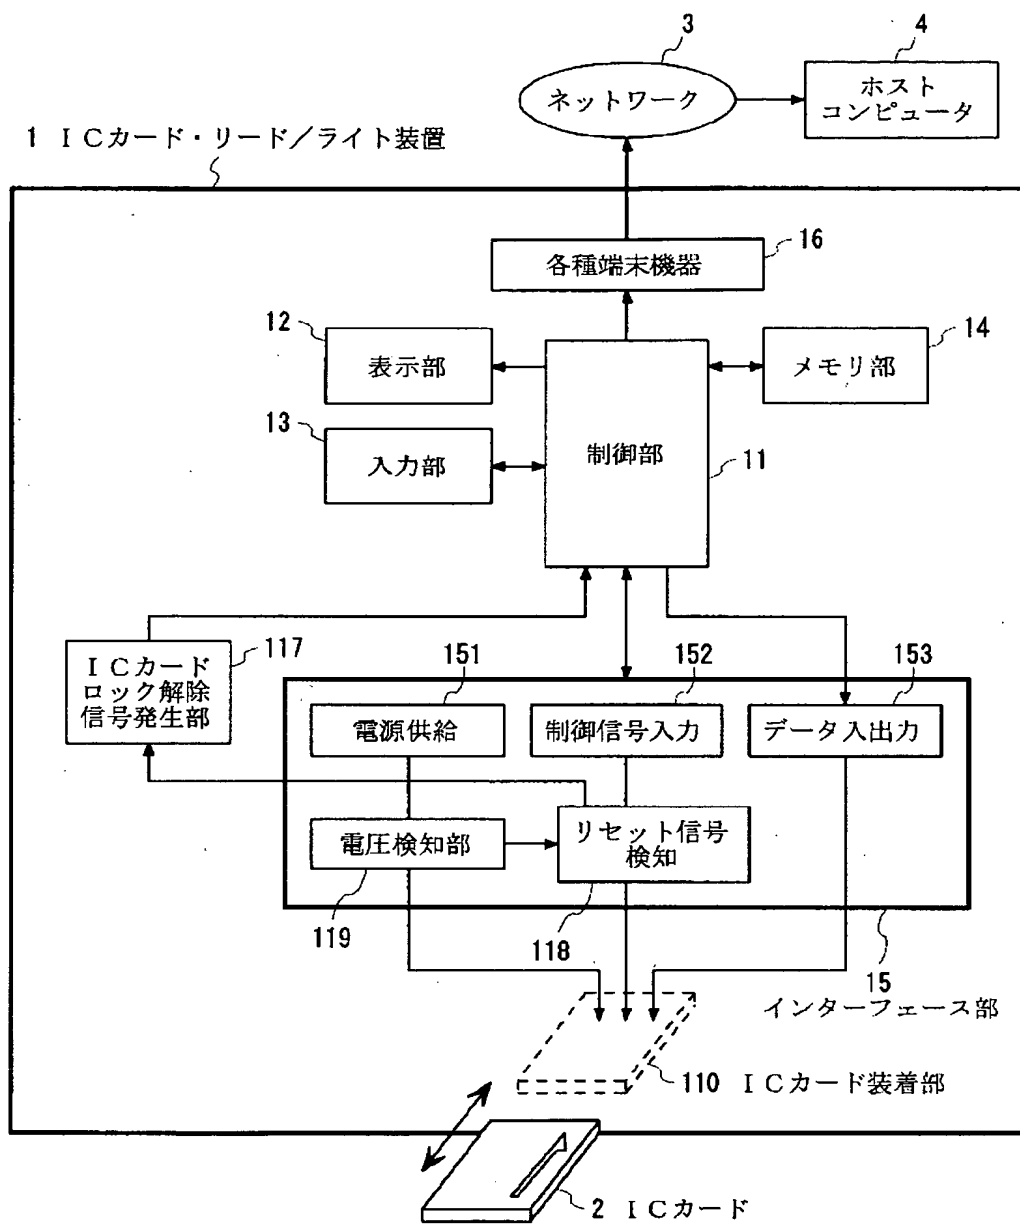 3
4
ネットワーク
ホスト
コンピュータ
1 ICカード・リード／ライト装置
16
各種端末機器
12
表示部
14
メモリ部
13
入力部
制御部
11
117
ICカード
ロック解除
信号発生部
151
152
153
電源供給
制御信号入力
データ入出力
電圧検知部
リセット信号
検知
119
118
15
インターフェース部
110 ICカード装着部
2 ICカード